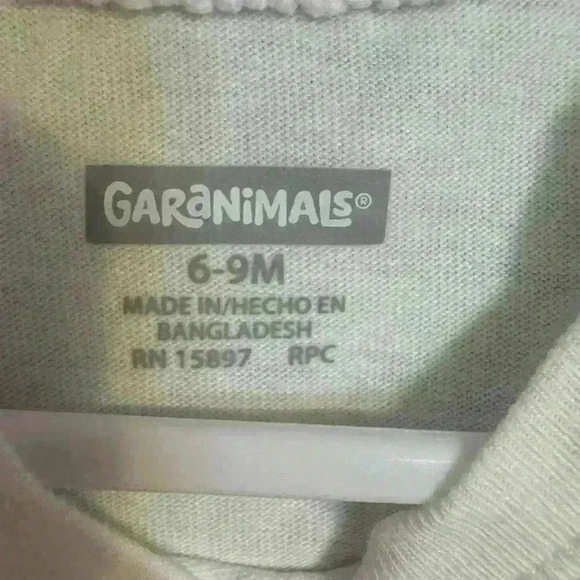 GARaNiMALs®
6-9M
MADE IN/HECHO EN
BANGLADESH
RN 15897 RPC